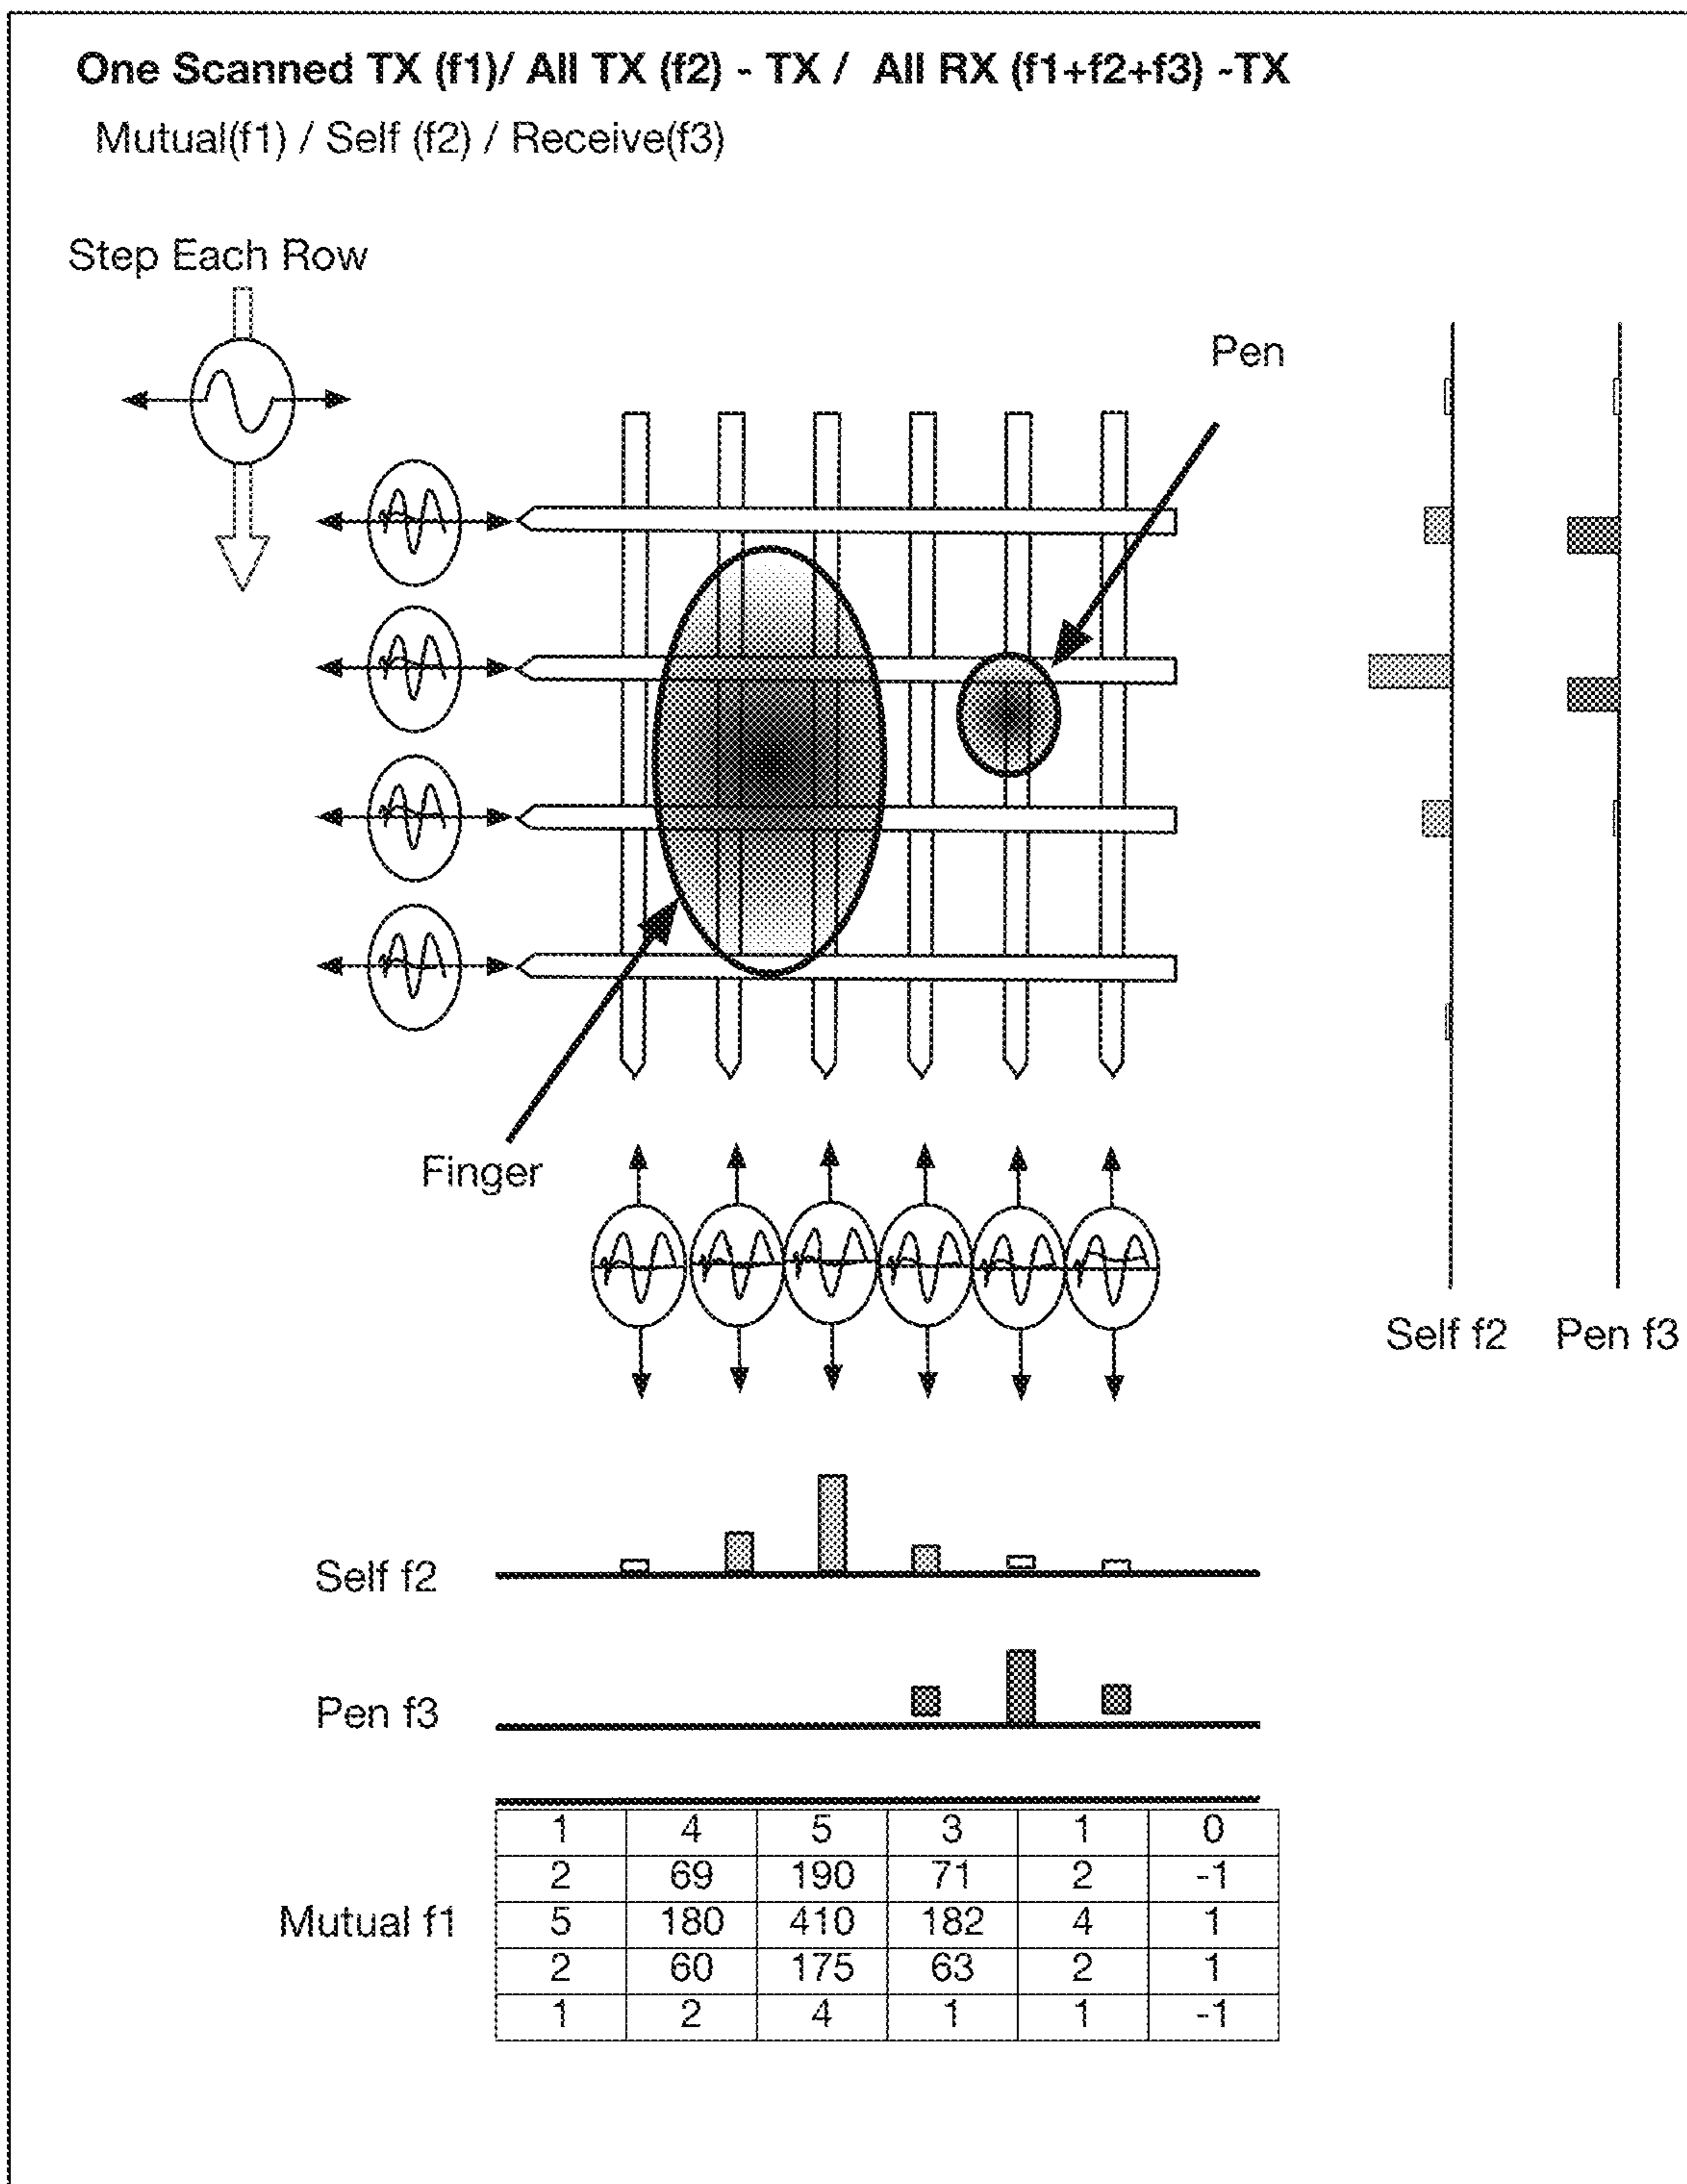 One Scanned TX (f1)/ All TX (f2) - TX / All RX (f1+f2+f3) -TX
Mutual(f1) / Self (f2) / Receive(f3)
Step Each Row
Pen
Finger
Self f2 Pen f3
Self f2
Pen f3
Mutual f1
1 4 5 3 1 0
2 69 190 71 2 -1
5 180 410 182 4 1
2 60 175 63 2 1
1 2 4 1 1 -1